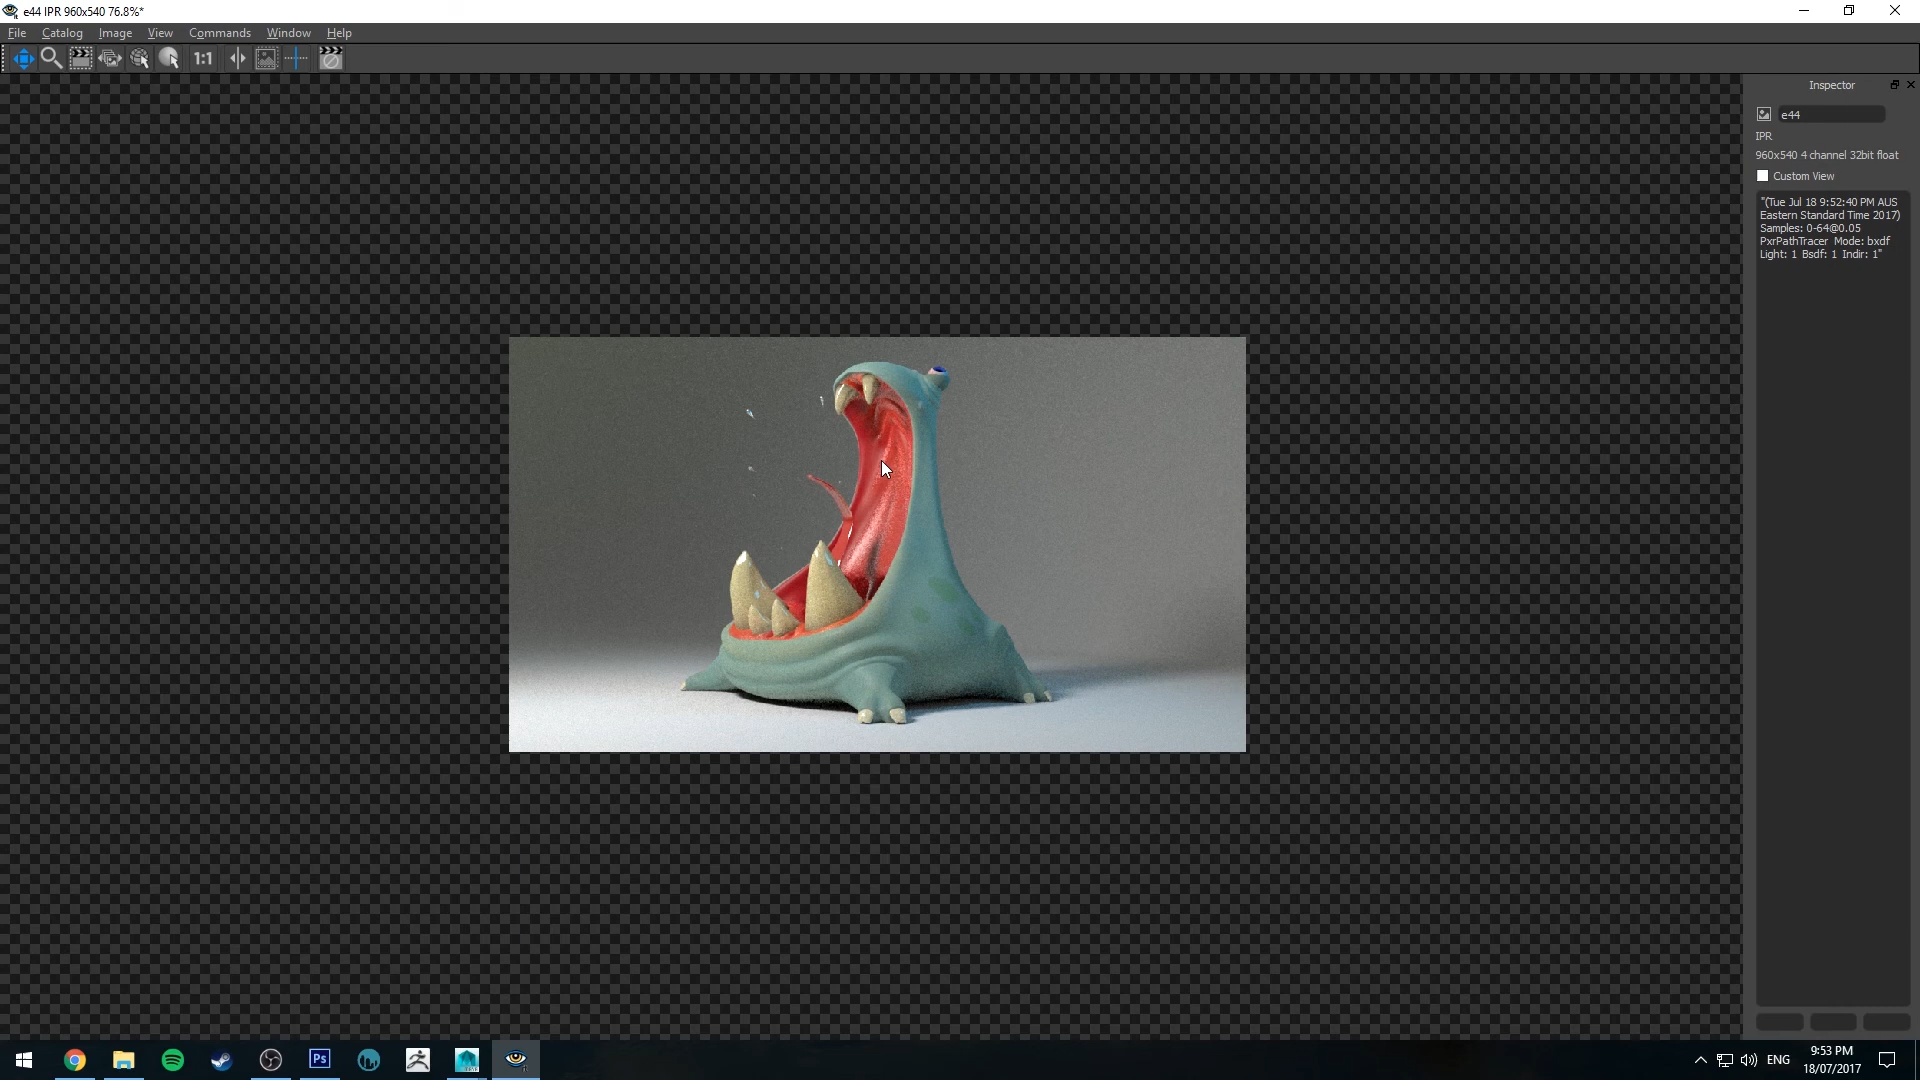 e44 IPR 960x540 76.8%*
File Catalog Image View Commands Window Help
1:1
Inspector
e44
IPR
960x540 4 channel 32bit float
Custom View
"(Tue Jul 18 9:52:40 PM AUS
Eastern Standard Time 2017)
Samples: 0-64@0.05
PxrPathTracer Mode: bxdf
Light: 1 Bsdf: 1 Indir: 1"
Ps
ENG
9:53 PM
18/07/2017